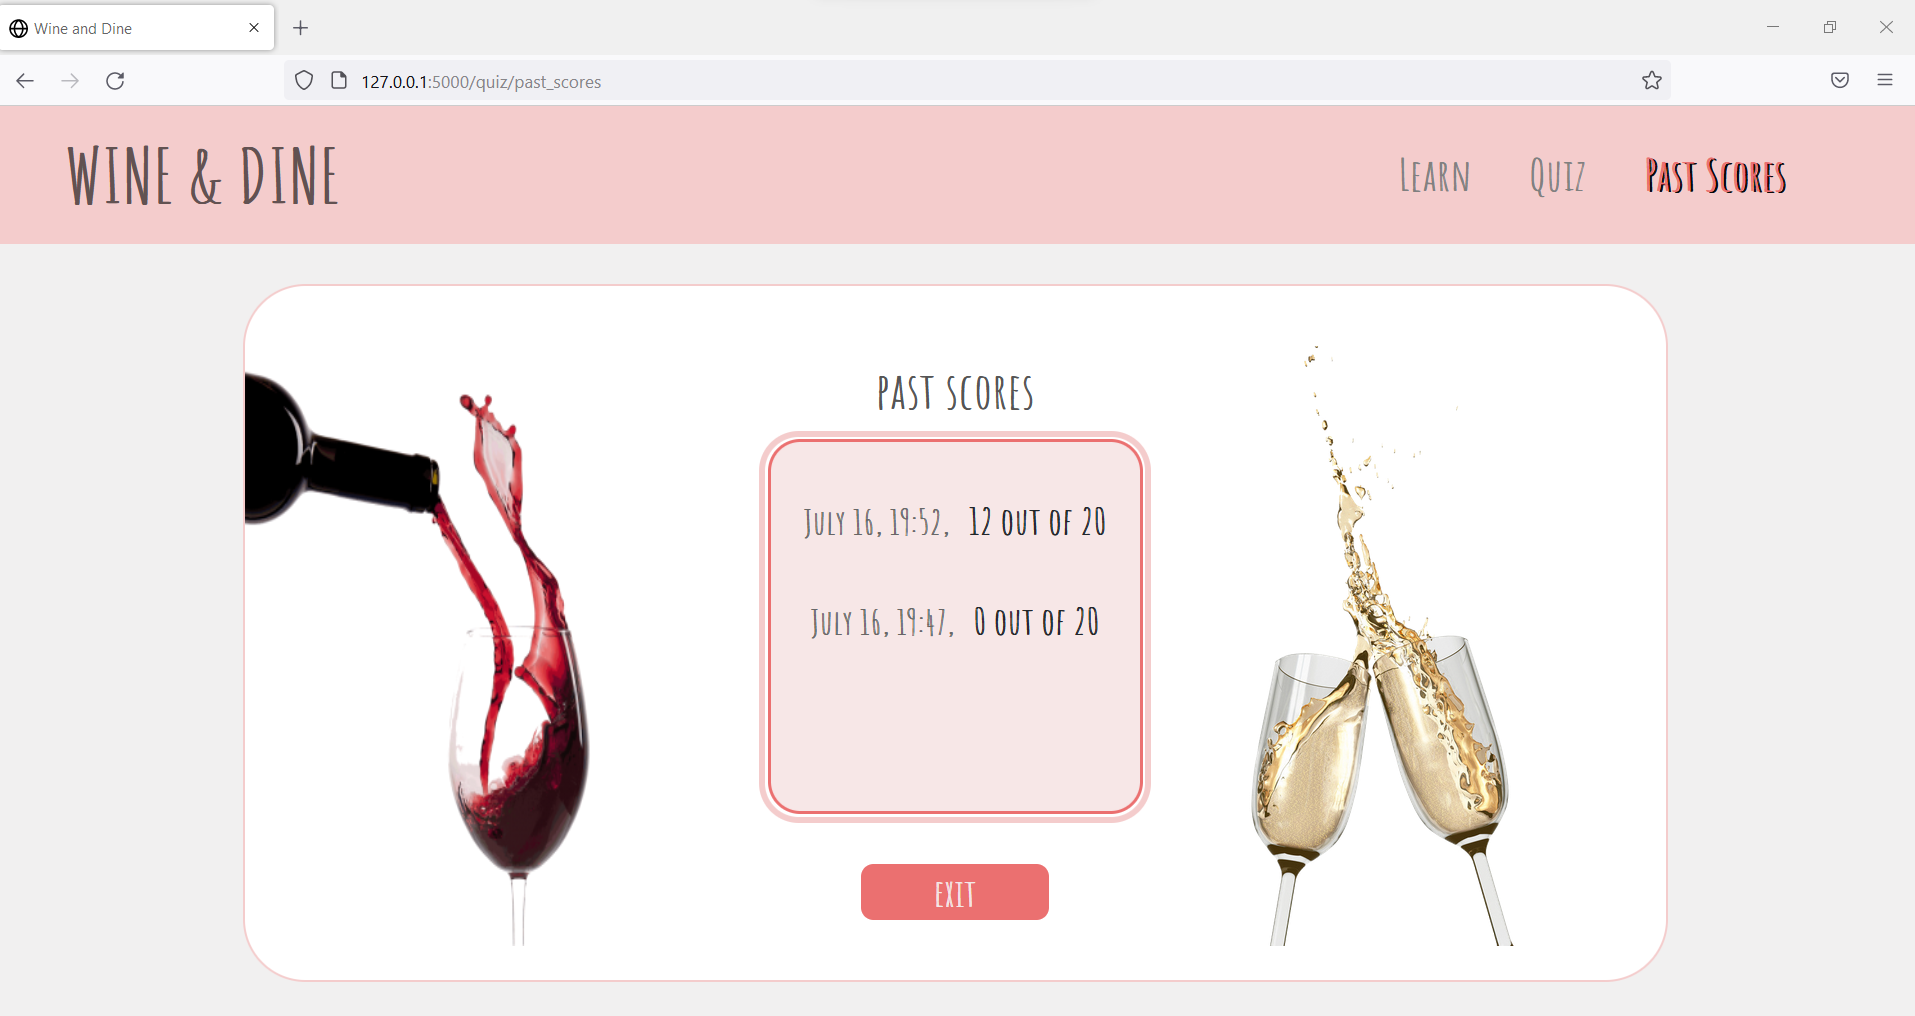 Wine and Dine
127.0.0.1:5000/quiz/past_scores
WINE & DINE
Learn Quiz Past Scores
PAST SCORES
July 16, 19:52, 12 OUT OF 20
July 16, 19:47, 0 OUT OF 20
EXIT